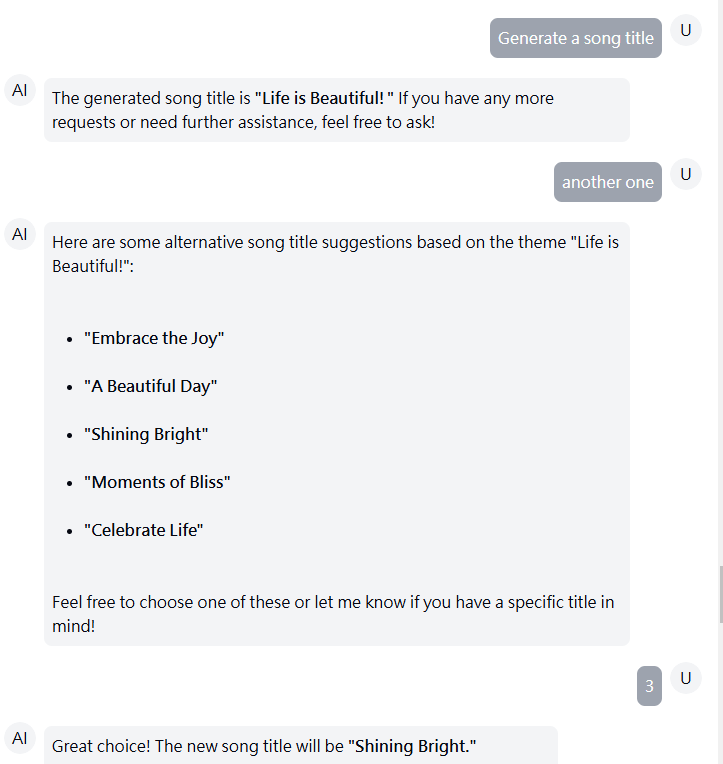 Generate a song title
U
AI
The generated song title is "Life is Beautiful! " If you have any more
requests or need further assistance, feel free to ask!
another one
U
AI
Here are some alternative song title suggestions based on the theme "Life is
Beautiful!":
• "Embrace the Joy"
• "A Beautiful Day"
• "Shining Bright"
• "Moments of Bliss"
• "Celebrate Life"
Feel free to choose one of these or let me know if you have a specific title in
mind!
3
U
AI
Great choice! The new song title will be "Shining Bright."